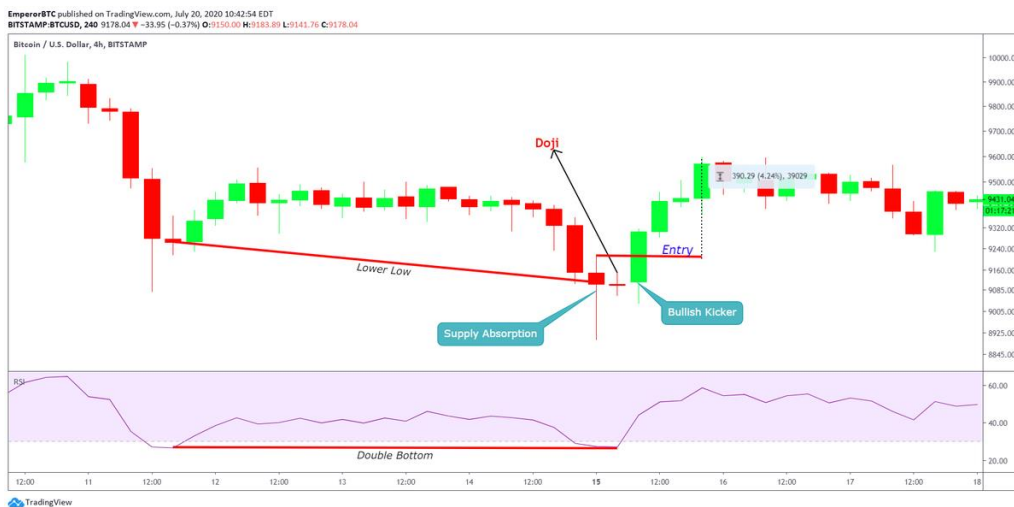 EmperorBTC published on TradingView.com, July 20, 2020 10:42:54 EDT
BITSTAMP:BTCUSD, 240 9178.04 ▼ −33.95 (−0.37%) O:9150.00 H:9183.89 L:9141.76 C:9178.04
Bitcoin / U.S. Dollar, 4h, BITSTAMP
10000.00
9900.00
9800.00
9700.00
Doji
9600.00
390.29 (4.24%), 39029
9500.00
9431.04
01:17:21
9320.00
Entry
9240.00
Lower Low
9160.00
9085.00
Bullish Kicker
9005.00
Supply Absorption
8925.00
8845.00
RSI
60.00
40.00
Double Bottom
20.00
12:00 11 12:00 12 12:00 13 12:00 14 12:00 15 12:00 16 12:00 17 12:00 18
TradingView